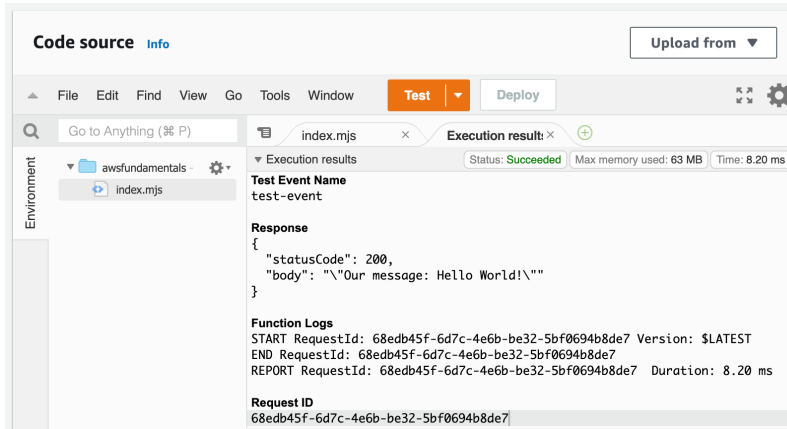 Code source Info
Upload from ▼
File Edit Find View Go Tools Window Test Deploy
Go to Anything (⌘ P)
index.mjs × Execution results ×
Environment
awsfundamentals -
index.mjs
Execution results
Status: Succeeded Max memory used: 63 MB Time: 8.20 ms
Test Event Name
test-event
Response
{
  "statusCode": 200,
  "body": "\"Our message: Hello World!\""
}
Function Logs
START RequestId: 68edb45f-6d7c-4e6b-be32-5bf0694b8de7 Version: $LATEST
END RequestId: 68edb45f-6d7c-4e6b-be32-5bf0694b8de7
REPORT RequestId: 68edb45f-6d7c-4e6b-be32-5bf0694b8de7  Duration: 8.20 ms
Request ID
68edb45f-6d7c-4e6b-be32-5bf0694b8de7